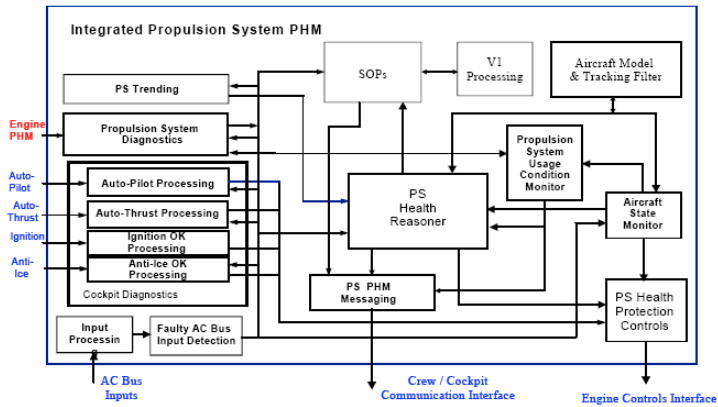 Integrated Propulsion System PHM
SOPs
V1
Processing
Aircraft Model
& Tracking Filter
PS Trending
Engine
PHM
Propulsion System
Diagnostics
Propulsion
System
Usage
Condition
Monitor
Auto-
Pilot
Auto-Pilot Processing
PS
Health
Reasoner
Auto-
Thrust
Auto-Thrust Processing
Aircraft
State
Monitor
Ignition
Ignition OK
Processing
Anti-
Ice
Anti-Ice OK
Processing
Cockpit Diagnostics
PS PHM
Messaging
PS Health
Protection
Controls
Input
Processin
g
Faulty AC Bus
Input Detection
AC Bus
Inputs
Crew / Cockpit
Communication Interface
Engine Controls Interface